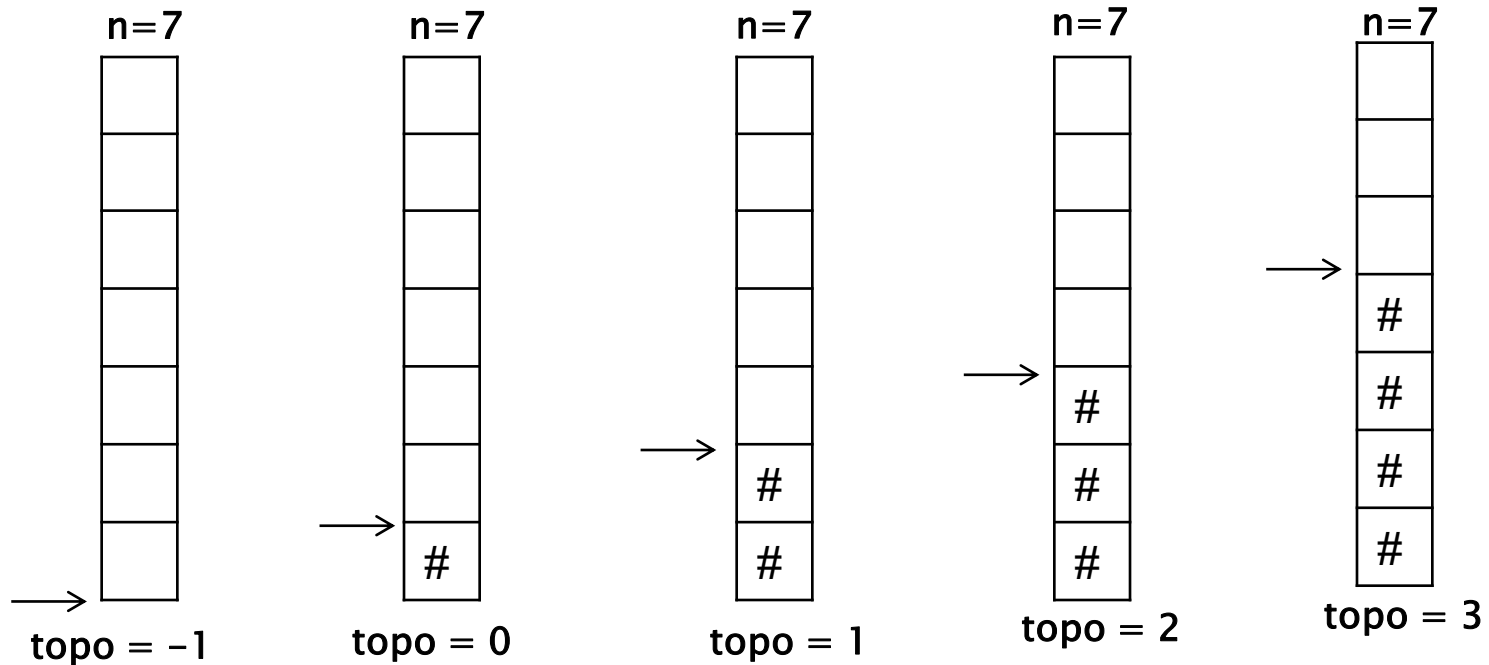 n=7
n=7
n=7
n=7
n=7
#
#
#
#
#
#
#
#
#
#
topo = -1
topo = 0
topo = 1
topo = 2
topo = 3